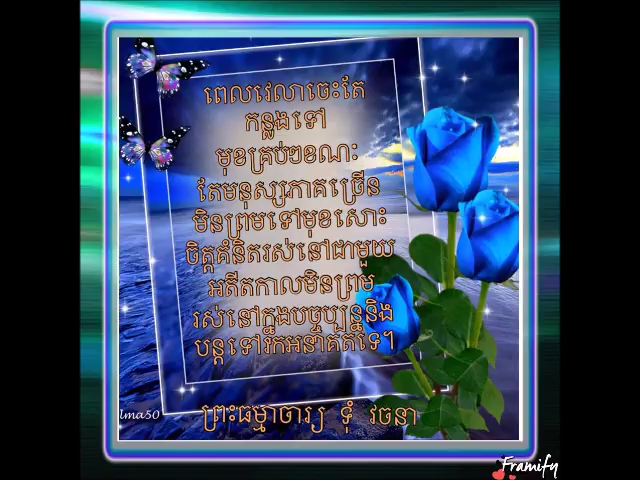 ពេលវេលាចេះតែ
កន្លងទៅ
មុខគ្រប់ៗខណៈ
តែមនុស្សភាគច្រើន
មិនព្រមទៅមុខសោះ
ចិត្តគំនិតរស់នៅជាមួយ
អតីតកាលមិនព្រម
រស់នៅក្នុងបច្ចុប្បន្ននិង
បន្តទៅរកអនាគតទេ។
lma50
ព្រះធម្មាចារ្យ ទុំ វចនា
Framify